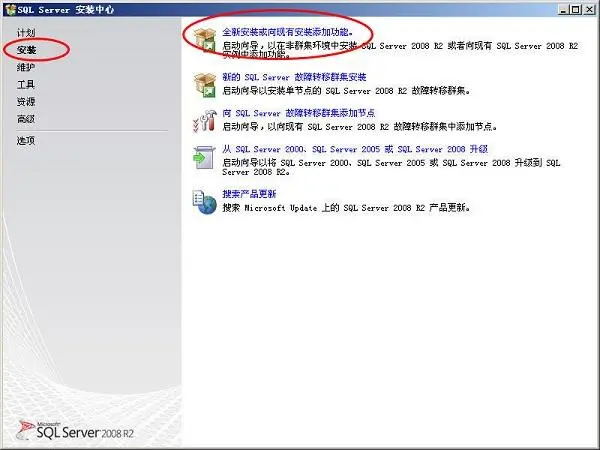 SQL Server 安装中心
计划
安装
维护
工具
资源
高级
选项
全新安装或向现有安装添加功能。
启动向导，以在非群集环境中安装 SQL Server 2008 R2 或者向现有 SQL Server 2008 R2
实例中添加功能。
新的 SQL Server 故障转移群集安装
启动向导以安装单节点的 SQL Server 2008 R2 故障转移群集。
向 SQL Server 故障转移群集添加节点
启动向导，以向现有 SQL Server 2008 R2 故障转移群集中添加节点。
从 SQL Server 2000、SQL Server 2005 或 SQL Server 2008 升级
启动向导以将 SQL Server 2000、SQL Server 2005 或 SQL Server 2008 升级到 SQL
Server 2008 R2。
搜索产品更新
搜索 Microsoft Update 上的 SQL Server 2008 R2 产品更新。
Microsoft
SQL Server 2008 R2